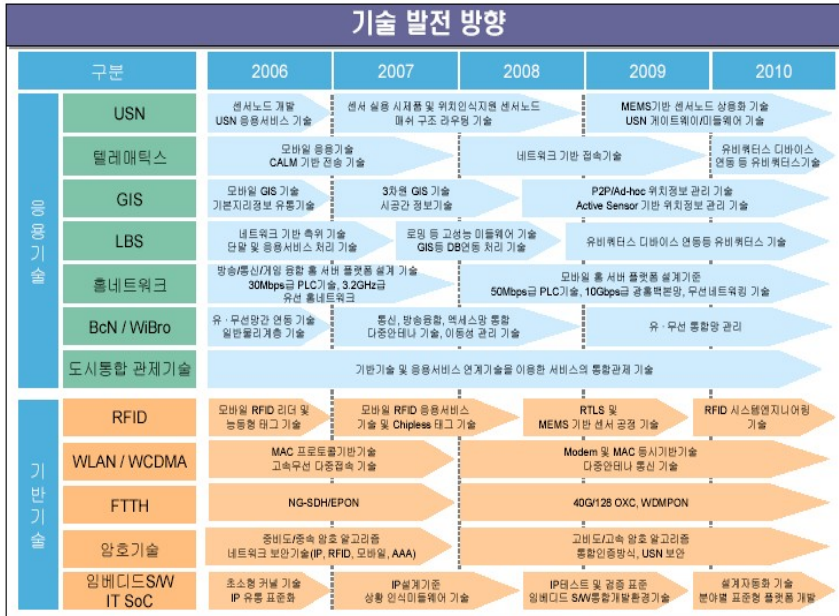 기술 발전 방향
구분
2006
2007
2008
2009
2010
응용기술
USN
센서노드 개발
USN 응용서비스 기술
센서 실용 시제품 및 위치인식지원 센서노드
매쉬 구조 라우팅 기술
MEMS기반 센서노드 상용화 기술
USN 게이트웨이/미들웨어 기술
텔레매틱스
모바일 응용기술
CALM 기반 전송 기술
네트워크 기반 접속기술
유비쿼터스 디바이스
연동 등 유비쿼터스기술
GIS
모바일 GIS 기술
기본지리정보 유통기술
3차원 GIS 기술
시공간 정보기술
P2P/Ad-hoc 위치정보 관리 기술
Active Sensor 기반 위치정보 관리 기술
LBS
네트워크 기반 측위 기술
단말 및 응용서비스 처리 기술
로밍 등 고성능 미들웨어 기술
GIS등 DB연동 처리 기술
유비쿼터스 디바이스 연동등 유비쿼터스 기술
홈네트워크
방송/통신/게임 융합 홈 서버 플랫폼 설계 기술
30Mbps급 PLC기술, 3.2GHz급
유선 홈네트워크
모바일 홈 서버 플랫폼 설계기준
50Mbps급 PLC기술, 10Gbps급 광홈백본망, 무선네트워킹 기술
BcN / WiBro
유·무선망간 연동 기술
일반물리계층 기술
통신, 방송융합, 엑세스망 통합
다중안테나 기술, 이동성 관리 기술
유·무선 통합망 관리
도시통합 관제기술
기반기술 및 응용서비스 연계기술을 이용한 서비스의 통합관제 기술
기반기술
RFID
모바일 RFID 리더 및
능동형 태그 기술
모바일 RFID 응용서비스
기술 및 Chipless 태그 기술
RTLS 및
MEMS 기반 센서 공정 기술
RFID 시스템엔지니어링
기술
WLAN / WCDMA
MAC 프로토콜기반기술
고속무선 다중접속 기술
Modem 및 MAC 동시기반기술
다중안테나 통신 기술
FTTH
NG-SDH/EPON
40G/128 OXC, WDMPON
암호기술
중비도/중속 암호 알고리즘
네트워크 보안기술(IP, RFID, 모바일, AAA)
고비도/고속 암호 알고리즘
통합인증방식, USN 보안
임베디드S/W
IT SoC
초소형 커널 기술
IP 유통 표준화
IP설계기준
상황 인식미들웨어 기술
IP테스트 및 검증 표준
임베디드 S/W통합개발환경기술
설계자동화 기술
분야별 표준형 플랫폼 개발